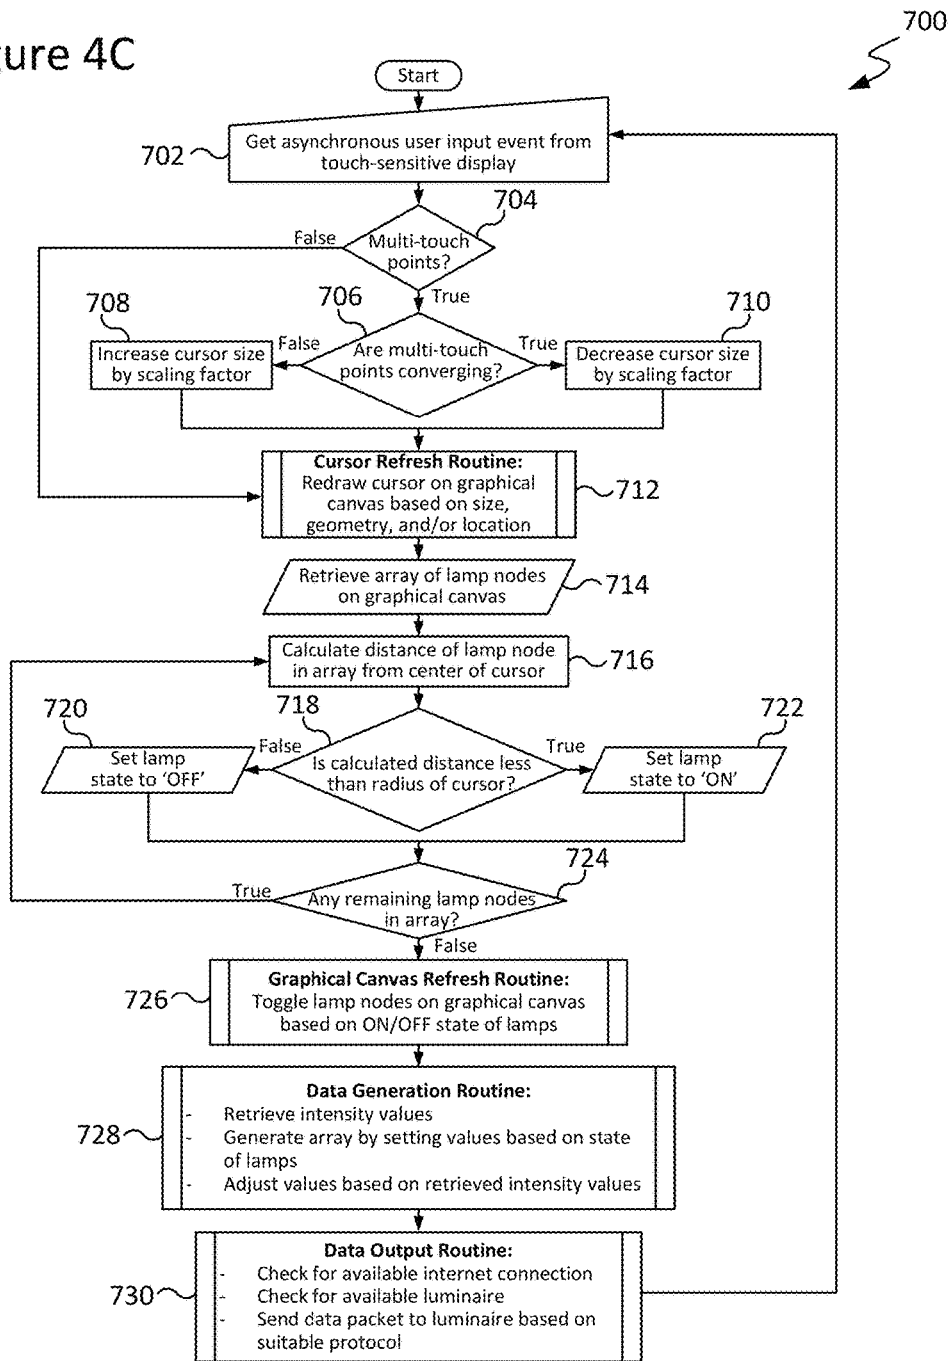 gure 4C
700
Start
702
Get asynchronous user input event from
touch-sensitive display
704
False
Multi-touch
points?
True
706
708
710
False
True
Increase cursor size
by scaling factor
Are multi-touch
points converging?
Decrease cursor size
by scaling factor
Cursor Refresh Routine:
Redraw cursor on graphical
canvas based on size,
geometry, and/or location
712
Retrieve array of lamp nodes
on graphical canvas
714
Calculate distance of lamp node
in array from center of cursor
716
720
718
722
False
True
Set lamp
state to ‘OFF’
Is calculated distance less
than radius of cursor?
Set lamp
state to ‘ON’
724
True
Any remaining lamp nodes
in array?
False
726
Graphical Canvas Refresh Routine:
Toggle lamp nodes on graphical canvas
based on ON/OFF state of lamps
728
Data Generation Routine:
- Retrieve intensity values
- Generate array by setting values based on state
of lamps
- Adjust values based on retrieved intensity values
730
Data Output Routine:
- Check for available internet connection
- Check for available luminaire
- Send data packet to luminaire based on
suitable protocol